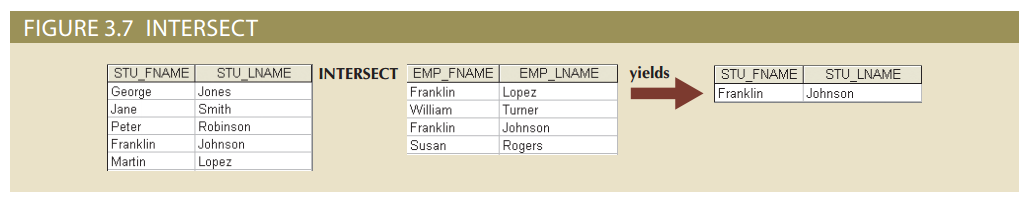 FIGURE 3.7 INTERSECT
STU_FNAME STU_LNAME
George Jones
Jane Smith
Peter Robinson
Franklin Johnson
Martin Lopez
INTERSECT
EMP_FNAME EMP_LNAME
Franklin Lopez
William Turner
Franklin Johnson
Susan Rogers
yields
STU_FNAME STU_LNAME
Franklin Johnson